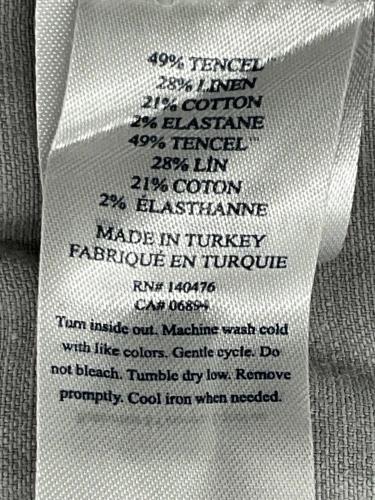 49% TENCEL™
28% LINEN
21% COTTON
2% ELASTANE
49% TENCEL™
28% LIN
21% COTON
2% ÉLASTHANNE
MADE IN TURKEY
FABRIQUÉ EN TURQUIE
RN# 140476
CA# 06894
Turn inside out. Machine wash cold
with like colors. Gentle cycle. Do
not bleach. Tumble dry low. Remove
promptly. Cool iron when needed.